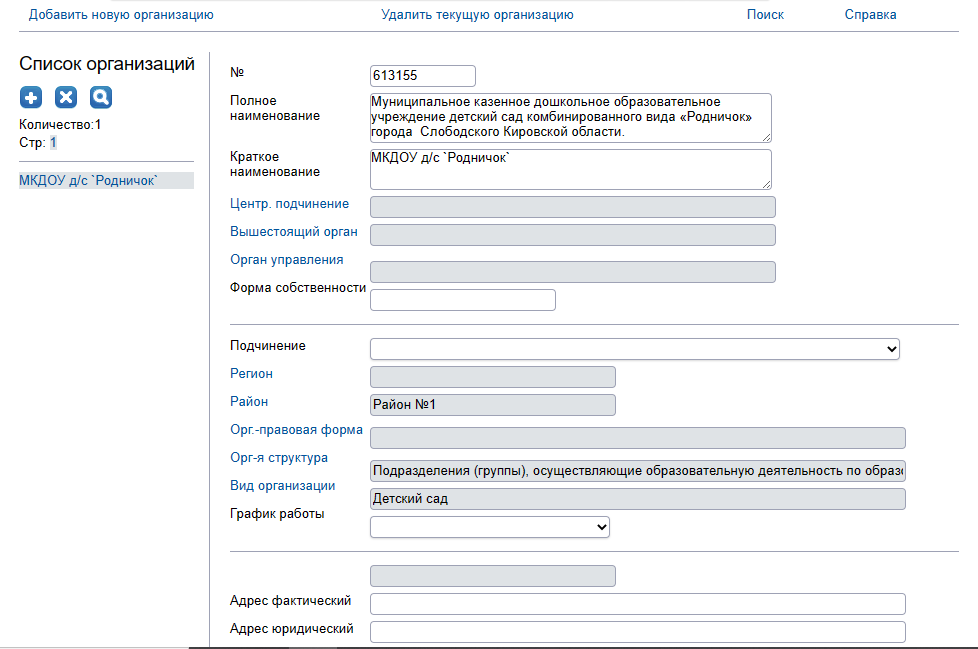 Добавить новую организацию
Удалить текущую организацию
Поиск
Справка
Список организаций
Количество:1
Стр: 1
МКДОУ д/с `Родничок`
№
613155
Полное
наименование
Муниципальное казенное дошкольное образовательное
учреждение детский сад комбинированного вида «Родничок»
города  Слободского Кировской области.
Краткое
наименование
МКДОУ д/с `Родничок`
Центр. подчинение
Вышестоящий орган
Орган управления
Форма собственности
Подчинение
Регион
Район
Район №1
Орг.-правовая форма
Орг-я структура
Подразделения (группы), осуществляющие образовательную деятельность по образо
Вид организации
Детский сад
График работы
Адрес фактический
Адрес юридический